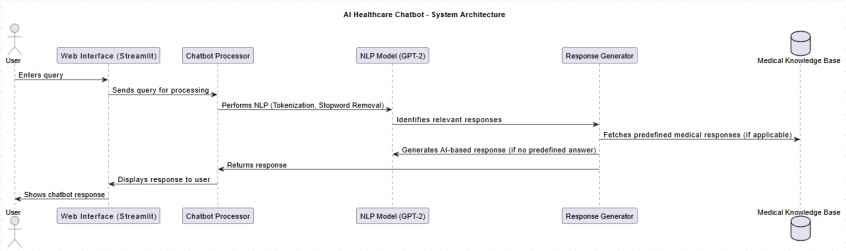 AI Healthcare Chatbot - System Architecture
User
Web Interface (Streamlit)
Chatbot Processor
NLP Model (GPT-2)
Response Generator
Medical Knowledge Base
Enters query
Sends query for processing
Performs NLP (Tokenization, Stopword Removal)
Identifies relevant responses
Fetches predefined medical responses (if applicable)
Generates AI-based response (if no predefined answer)
Returns response
Displays response to user
Shows chatbot response
User
Web Interface (Streamlit)
Chatbot Processor
NLP Model (GPT-2)
Response Generator
Medical Knowledge Base